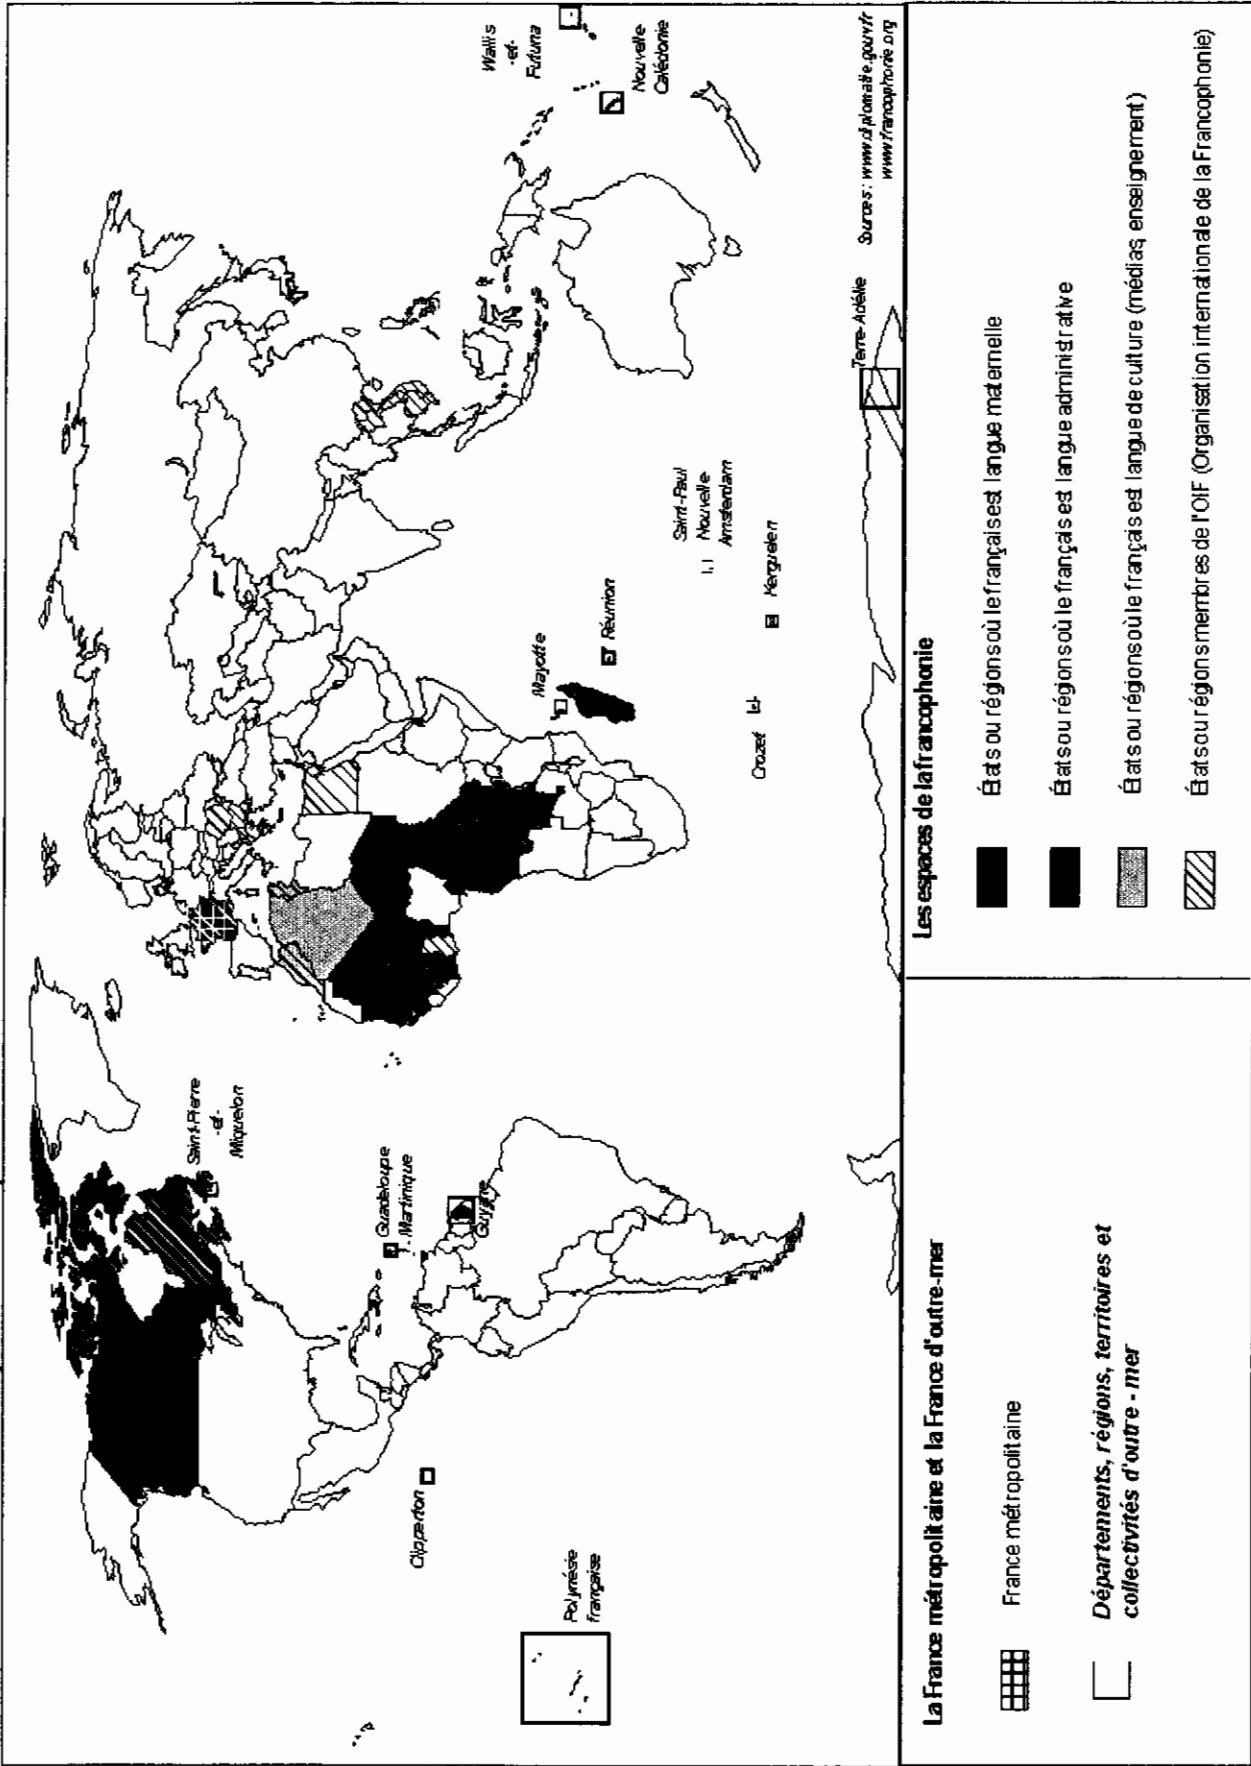 Wallis
-et-
Futuna
Nouvelle
Calédonie
Saint-Pierre
-et-
Miquelon
Guadeloupe
Martinique
Guyane
Clipperton
Polynésie
française
Mayotte
Réunion
Saint-Paul
Nouvelle-
Amsterdam
Crozet
Kerguelen
Terre-Adélie
Sources : www.diplomatie.gouv.fr
www.francophonie.org
La France métropolitaine et la France d'outre-mer
France métropolitaine
Départements, régions, territoires et
collectivités d'outre - mer
Les espaces de la francophonie
États ou régions où le français est langue maternelle
États ou régions où le français est langue administrative
États ou régions où le français est langue de culture (médias, enseignement)
États ou régions membres de l'OIF (Organisation internationale de la Francophonie)